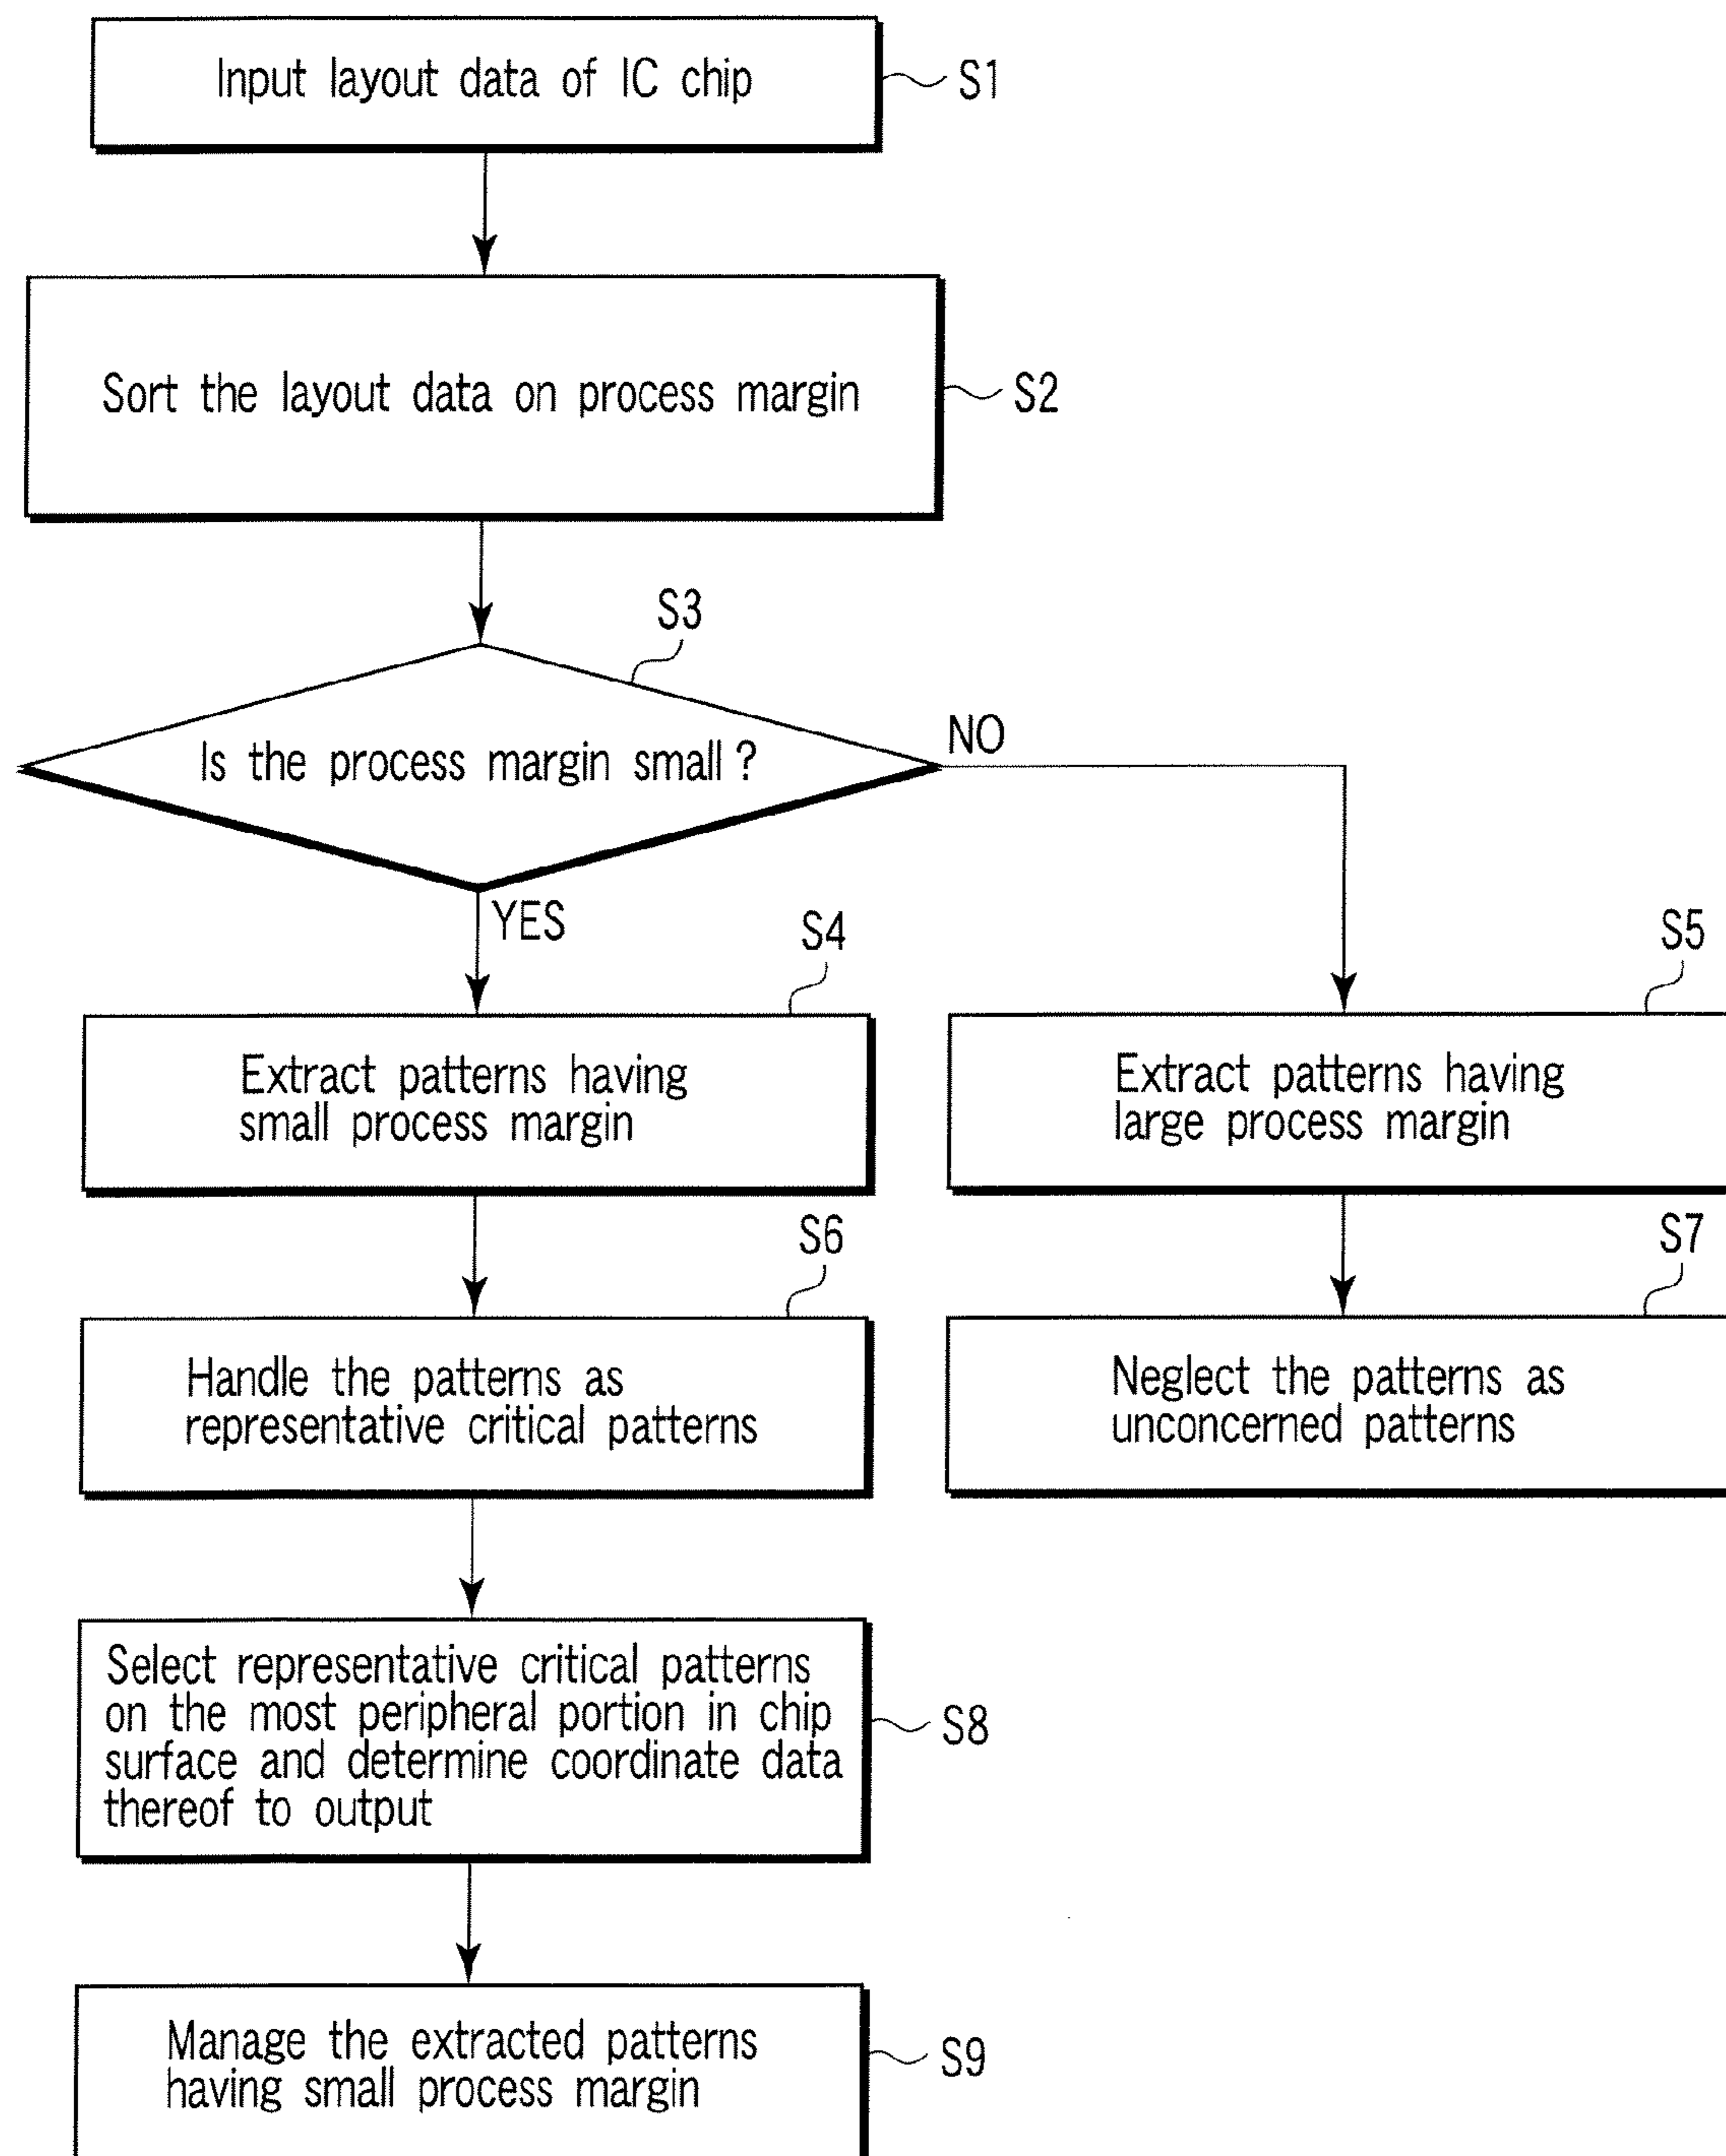 Input layout data of IC chip
S1
Sort the layout data on process margin
S2
S3
Is the process margin small ?
NO
YES
S4
S5
Extract patterns having
small process margin
Extract patterns having
large process margin
S6
S7
Handle the patterns as
representative critical patterns
Neglect the patterns as
unconcerned patterns
Select representative critical patterns
on the most peripheral portion in chip
surface and determine coordinate data
thereof to output
S8
Manage the extracted patterns
having small process margin
S9